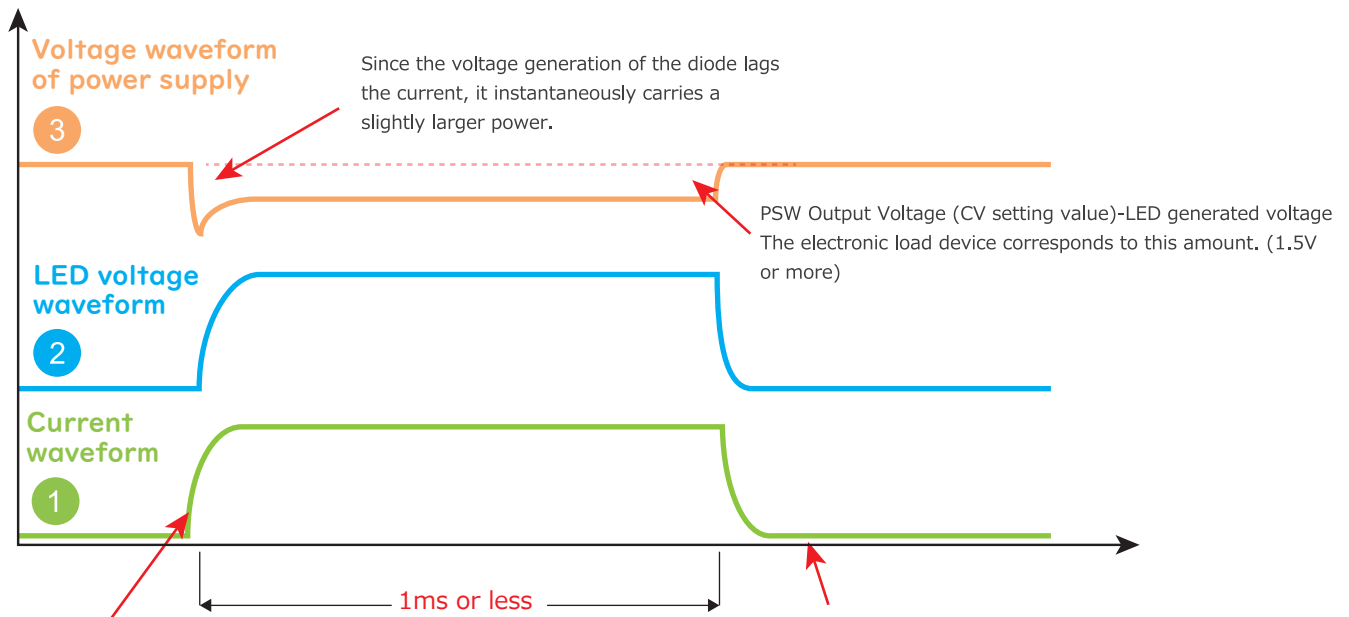 Voltage waveform
of power supply
3
Since the voltage generation of the diode lags
the current, it instantaneously carries a
slightly larger power.
PSW Output Voltage (CV setting value)-LED generated voltage
The electronic load device corresponds to this amount. (1.5V
or more)
LED voltage
waveform
2
Current
waveform
1
1ms or less